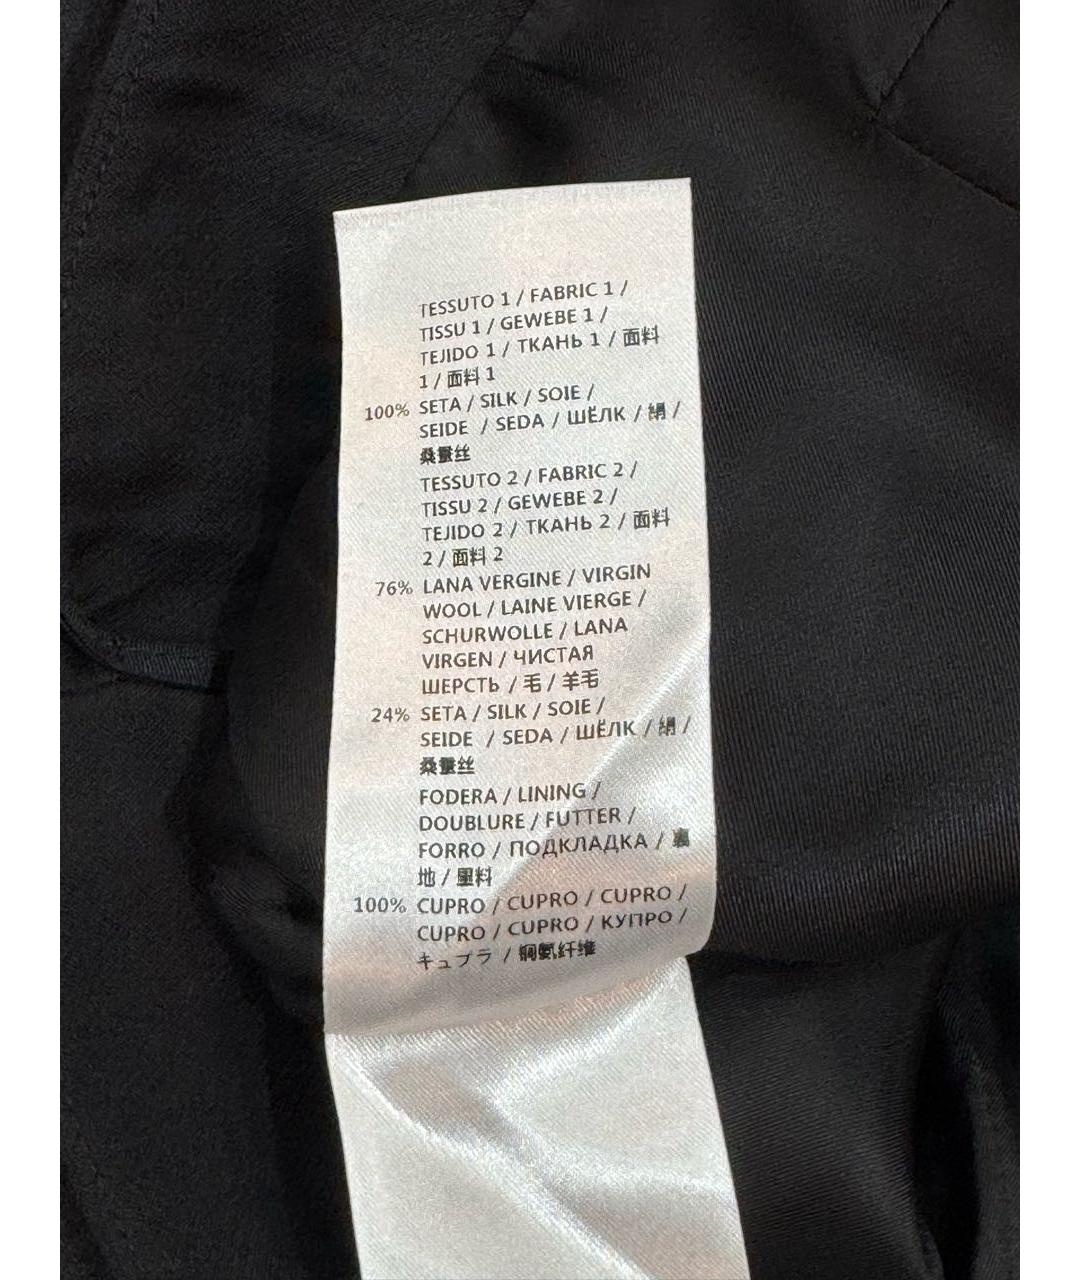 TESSUTO 1 / FABRIC 1 /
TISSU 1 / GEWEBE 1 /
TEJIDO 1 / ТКАНЬ 1 / 面料
1 / 面料 1
100% SETA / SILK / SOIE /
SEIDE / SEDA / ШЁЛК / 絹 /
桑蚕丝
TESSUTO 2 / FABRIC 2 /
TISSU 2 / GEWEBE 2 /
TEJIDO 2 / ТКАНЬ 2 / 面料
2 / 面料 2
76% LANA VERGINE / VIRGIN
WOOL / LAINE VIERGE /
SCHURWOLLE / LANA
VIRGEN / ЧИСТАЯ
ШЕРСТЬ / 毛 / 羊毛
24% SETA / SILK / SOIE /
SEIDE / SEDA / ШЁЛК / 絹 /
桑蚕丝
FODERA / LINING /
DOUBLURE / FUTTER /
FORRO / ПОДКЛАДКА / 裏
地 / 里料
100% CUPRO / CUPRO / CUPRO /
CUPRO / CUPRO / КУПРО /
キュプラ / 铜氨纤维